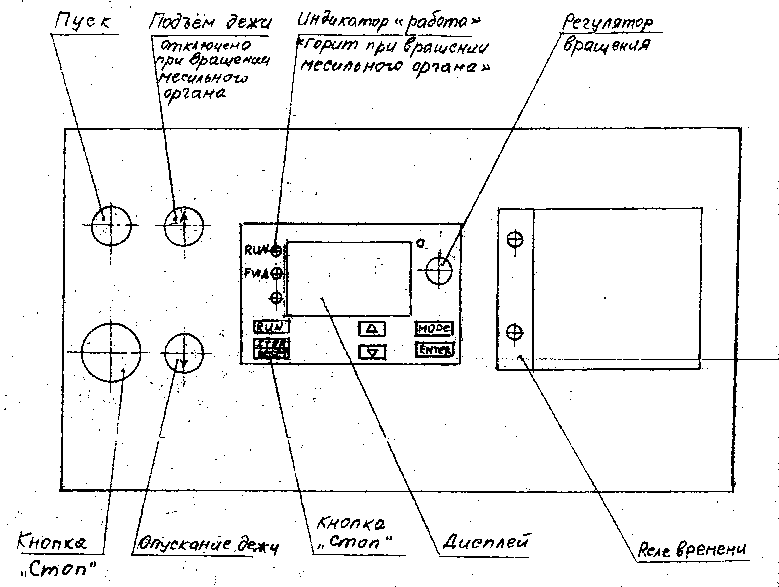 Пуск
Подъём дежи
отключено
при вращении
месильного
органа
Индикатор «работа»
"горит при вращении
месильного органа»
Регулятор
вращения
RUN
FWD
RUN
STOP
MODE
ENTER
Кнопка
„Стоп"
Опускание дежи
Кнопка
„Стоп"
Дисплей
Реле времени